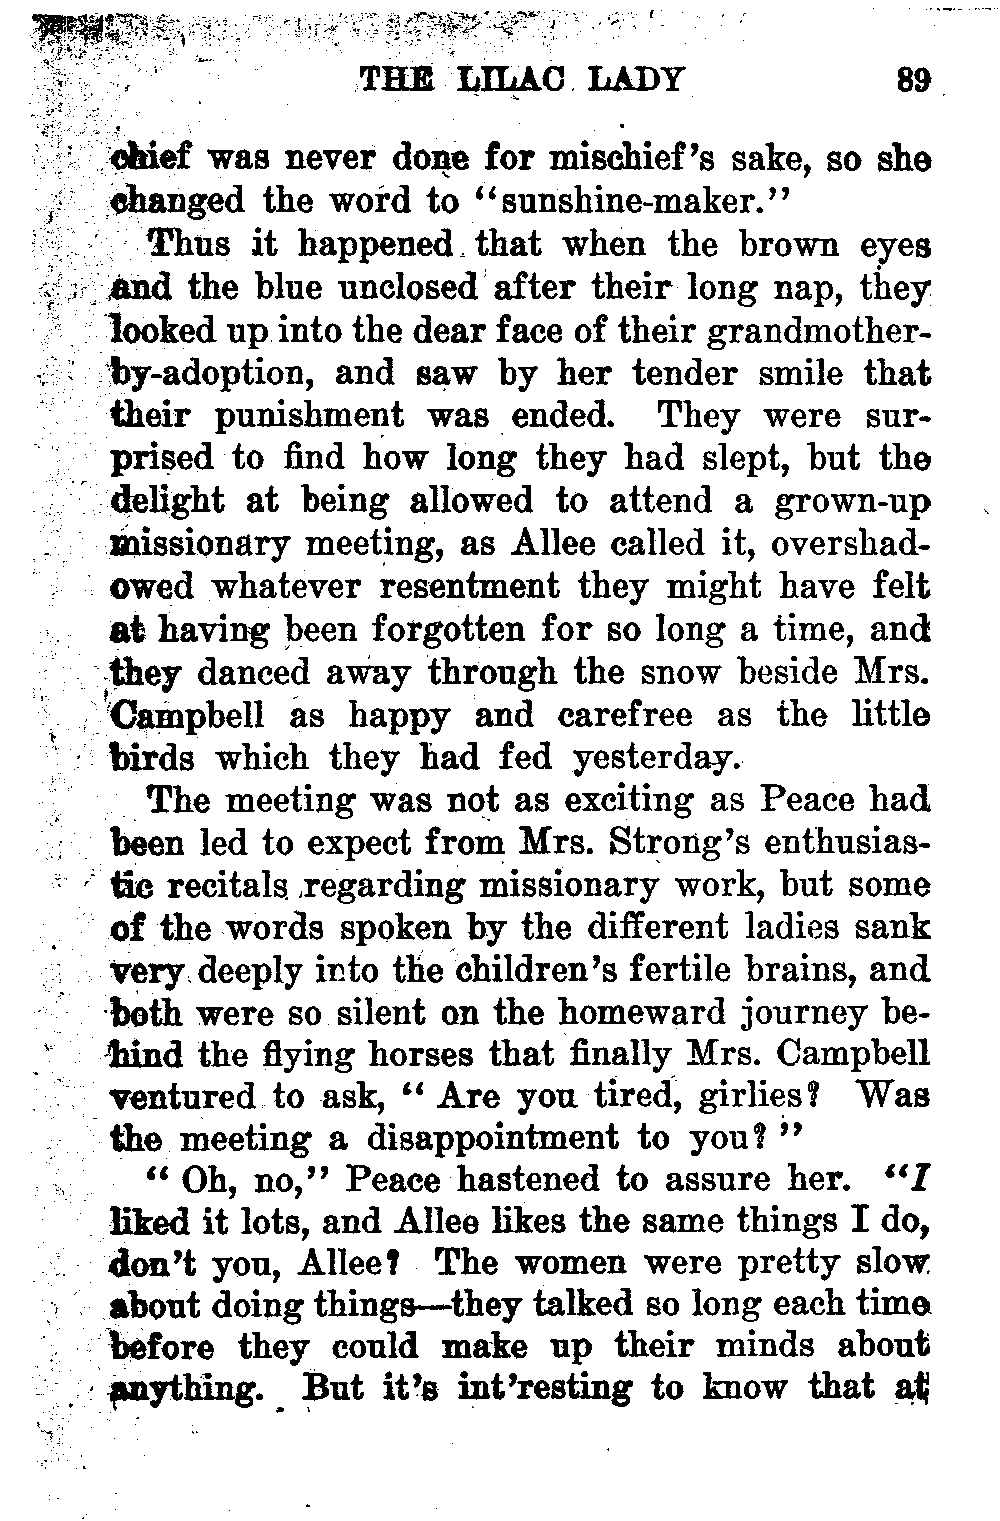 THE LILAC LADY 89
chief was never done for mischief's sake, so she
changed the word to "sunshine-maker."
Thus it happened that when the brown eyes
and the blue unclosed after their long nap, they
looked up into the dear face of their grandmother-
by-adoption, and saw by her tender smile that
their punishment was ended. They were sur-
prised to find how long they had slept, but the
delight at being allowed to attend a grown-up
missionary meeting, as Allee called it, overshad-
owed whatever resentment they might have felt
at having been forgotten for so long a time, and
they danced away through the snow beside Mrs.
Campbell as happy and carefree as the little
birds which they had fed yesterday.
The meeting was not as exciting as Peace had
been led to expect from Mrs. Strong's enthusias-
tic recitals regarding missionary work, but some
of the words spoken by the different ladies sank
very deeply into the children's fertile brains, and
both were so silent on the homeward journey be-
hind the flying horses that finally Mrs. Campbell
ventured to ask, "Are you tired, girlies? Was
the meeting a disappointment to you?"
"Oh, no," Peace hastened to assure her. "I
liked it lots, and Allee likes the same things I do,
don't you, Allee? The women were pretty slow
about doing things—they talked so long each time
before they could make up their minds about
anything. But it's int'resting to know that at